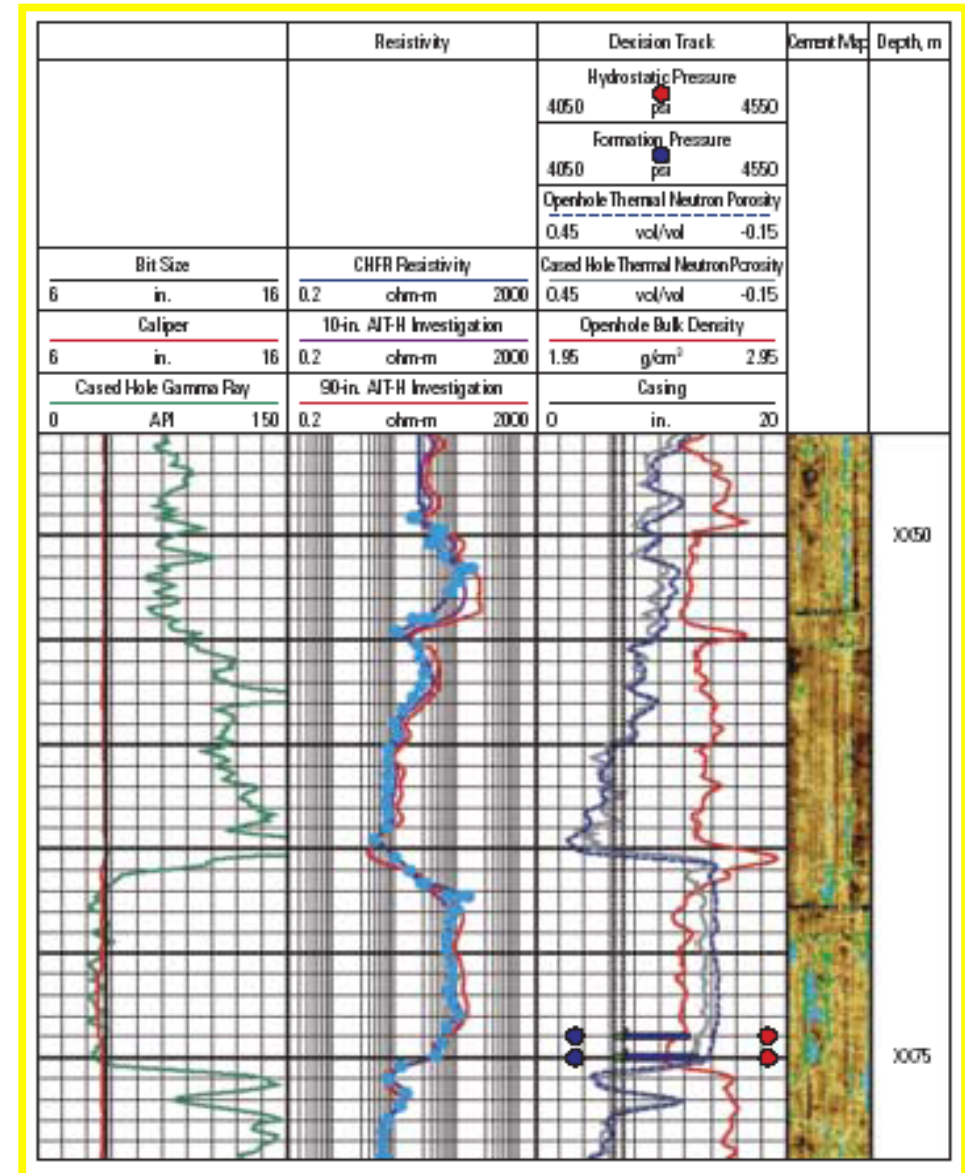 Resistivity
Decision Track
Cement Map
Depth, m
Hydrostatic Pressure
4050 psi 4550
Formation Pressure
4050 psi 4550
Openhole Thermal Neutron Porosity
0.45 vol/vol -0.15
Bit Size
6 in. 16
CHFR Resistivity
0.2 ohm-m 2000
Cased Hole Thermal Neutron Porosity
0.45 vol/vol -0.15
Caliper
6 in. 16
10-in. AIT-H Investigation
0.2 ohm-m 2000
Openhole Bulk Density
1.95 g/cm³ 2.95
Cased Hole Gamma Ray
0 API 150
90-in. AIT-H Investigation
0.2 ohm-m 2000
Casing
0 in. 20
XX50
XX75